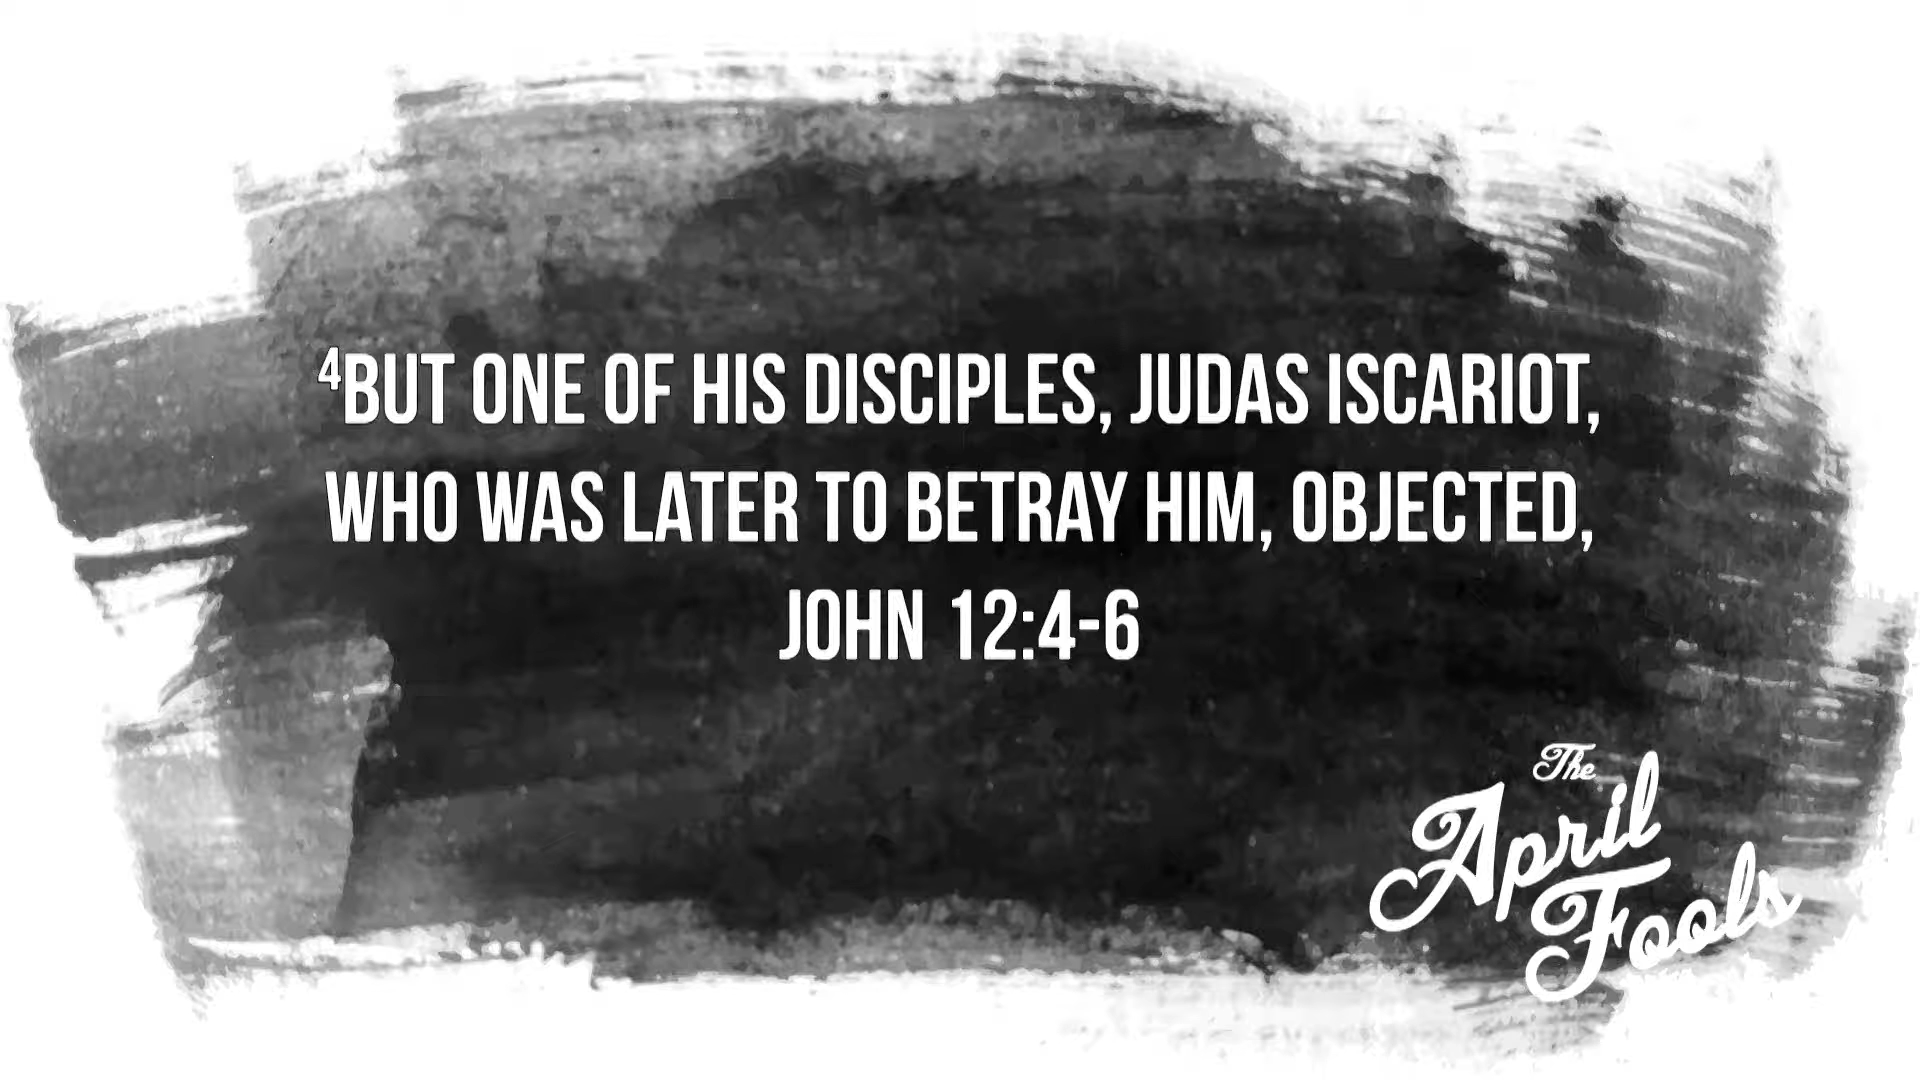 ⁴BUT ONE OF HIS DISCIPLES, JUDAS ISCARIOT,
WHO WAS LATER TO BETRAY HIM, OBJECTED,
JOHN 12:4-6
The
April
Fools